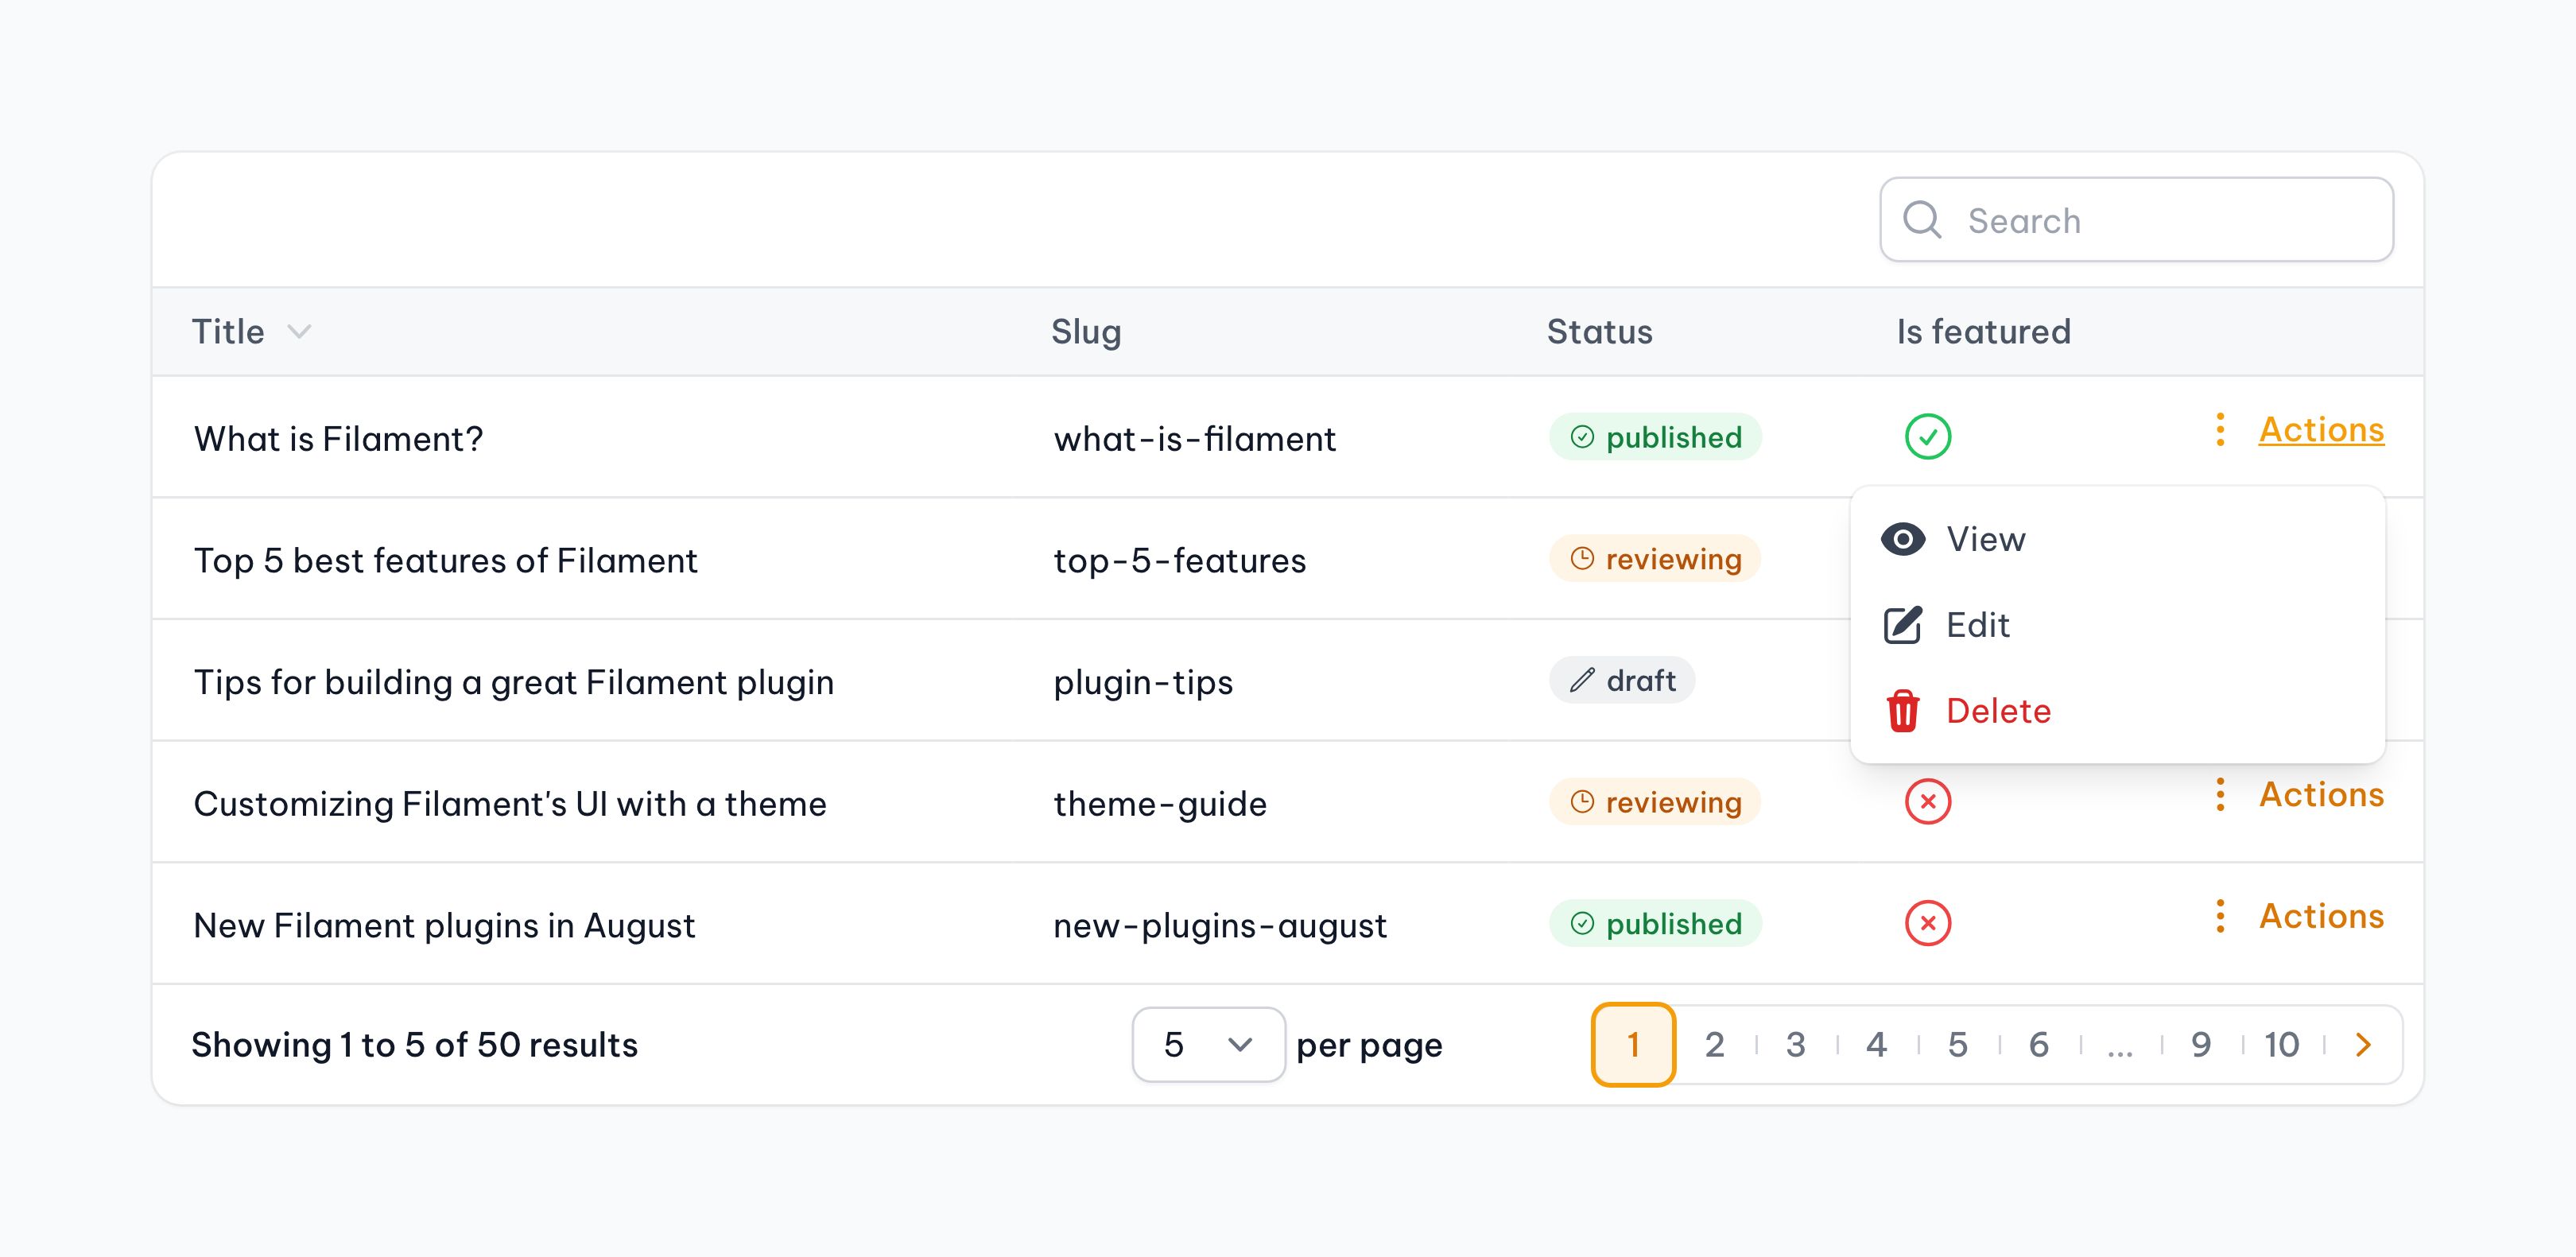 Search
Title Slug Status Is featured
What is Filament? what-is-filament published Actions
Top 5 best features of Filament top-5-features reviewing
View
Edit
Tips for building a great Filament plugin plugin-tips draft
Delete
Customizing Filament's UI with a theme theme-guide reviewing Actions
New Filament plugins in August new-plugins-august published Actions
Showing 1 to 5 of 50 results 5 per page 1 2 3 4 5 6 ... 9 10